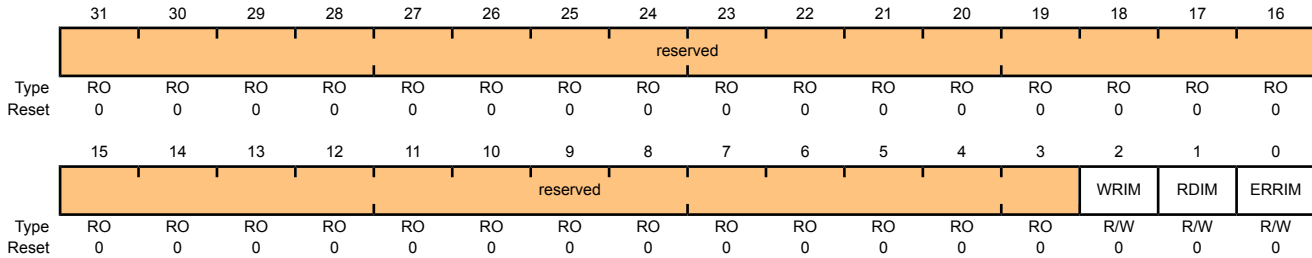 31 30 29 28 27 26 25 24 23 22 21 20 19 18 17 16
reserved
Type RO RO RO RO RO RO RO RO RO RO RO RO RO RO RO RO
Reset 0 0 0 0 0 0 0 0 0 0 0 0 0 0 0 0
15 14 13 12 11 10 9 8 7 6 5 4 3 2 1 0
reserved WRIM RDIM ERRIM
Type RO RO RO RO RO RO RO RO RO RO RO RO RO R/W R/W R/W
Reset 0 0 0 0 0 0 0 0 0 0 0 0 0 0 0 0